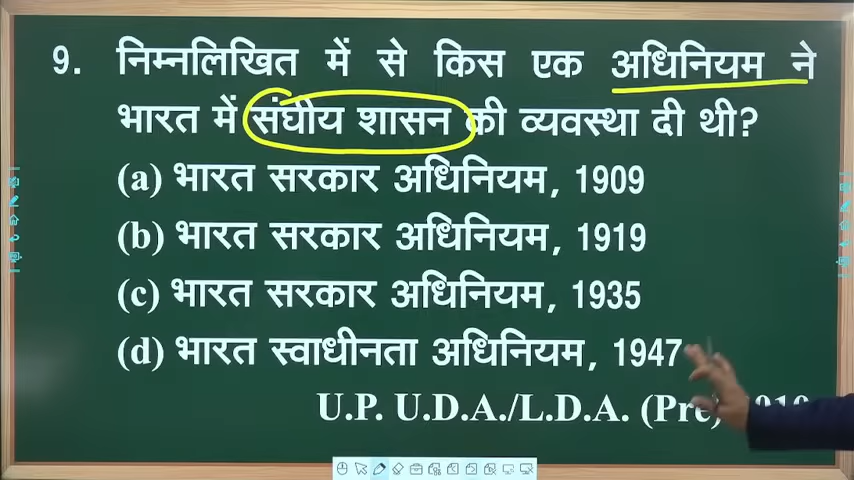 9. निम्नलिखित में से किस एक अधिनियम ने
भारत में संघीय शासन की व्यवस्था दी थी?
(a) भारत सरकार अधिनियम, 1909
(b) भारत सरकार अधिनियम, 1919
(c) भारत सरकार अधिनियम, 1935
(d) भारत स्वाधीनता अधिनियम, 1947
U.P. U.D.A./L.D.A. (Pre)